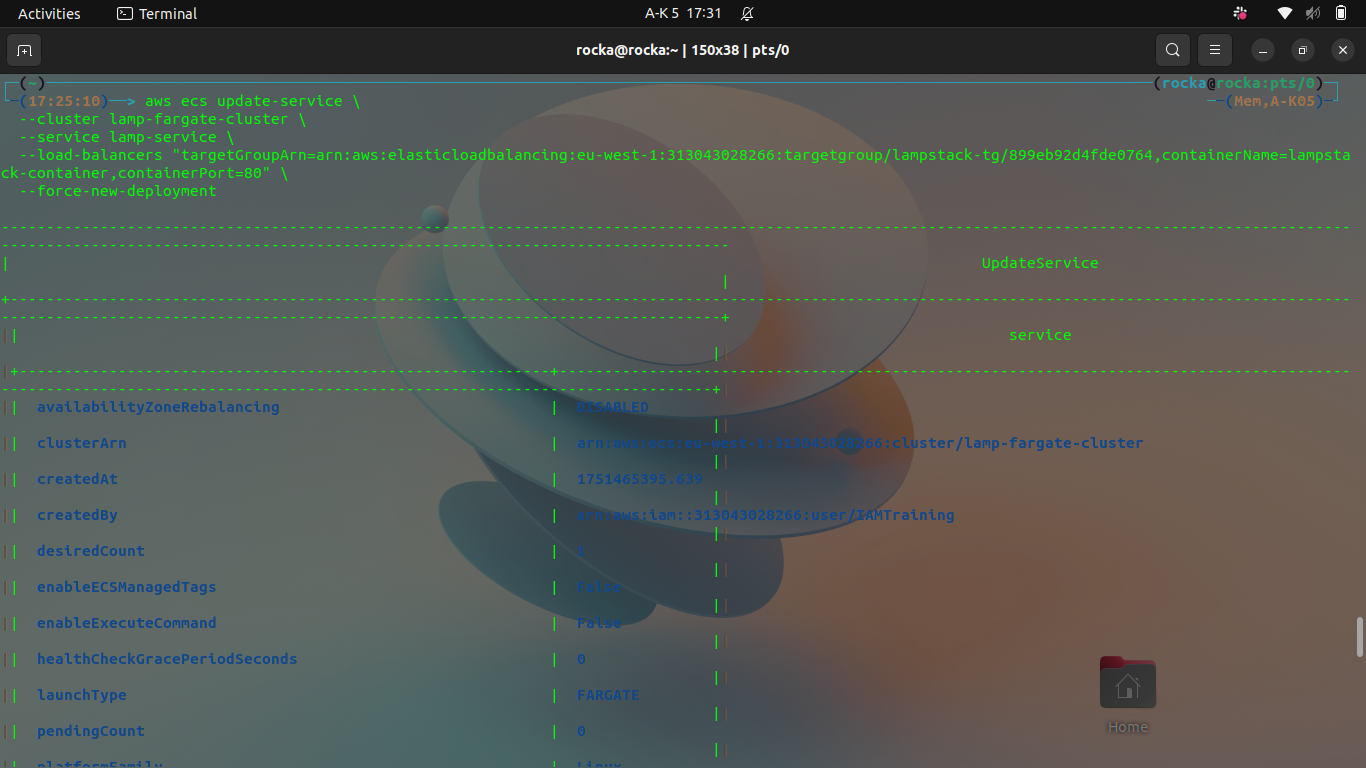 Activities Terminal A-K 5 17:31
rocka@rocka:~ | 150x38 | pts/0
(~) (rocka@rocka:pts/0)
(17:25:10)──> aws ecs update-service \ (Mem,A-K05)
--cluster lamp-fargate-cluster \
--service lamp-service \
--load-balancers "targetGroupArn=arn:aws:elasticloadbalancing:eu-west-1:313043028266:targetgroup/lampstack-tg/899eb92d4fde0764,containerName=lampsta
ck-container,containerPort=80" \
--force-new-deployment
UpdateService
service
availabilityZoneRebalancing | DISABLED
clusterArn | arn:aws:ecs:eu-west-1:313043028266:cluster/lamp-fargate-cluster
createdAt | 1751465395.639
createdBy | arn:aws:iam::313043028266:user/IAMTraining
desiredCount |
enableECSManagedTags | False
enableExecuteCommand | False
healthCheckGracePeriodSeconds | 0
launchType | FARGATE
pendingCount | 0
platformFamily | Linux
Home